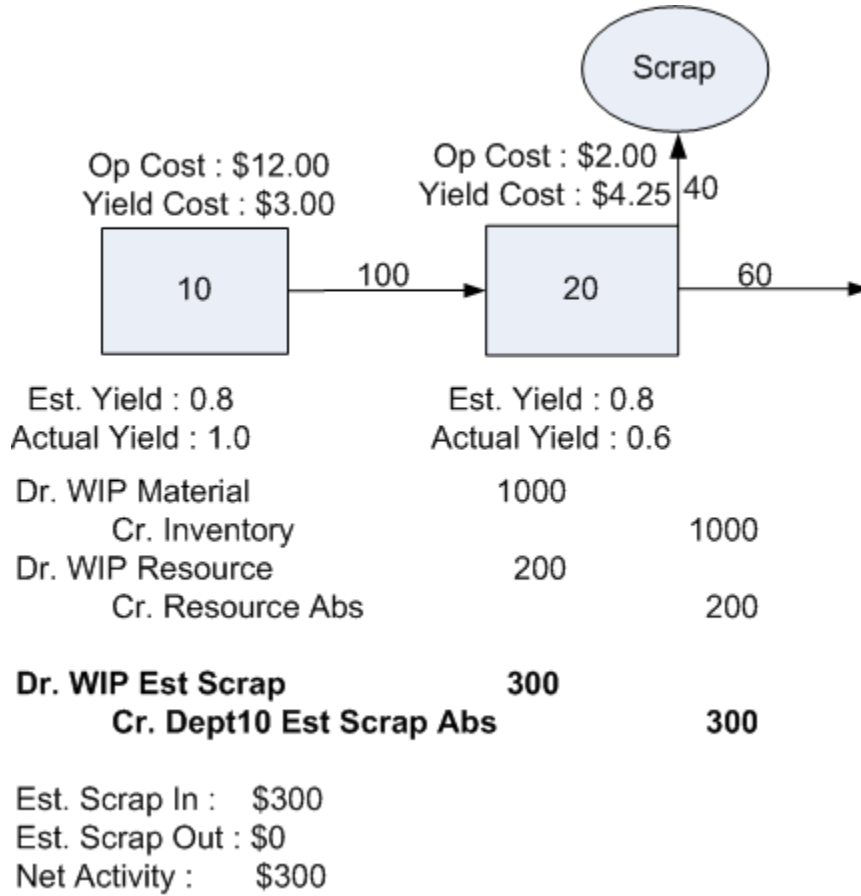 Scrap
Op Cost : $12.00
Yield Cost : $3.00
Op Cost : $2.00
Yield Cost : $4.25
40
10
100
20
60
Est. Yield : 0.8
Actual Yield : 1.0
Est. Yield : 0.8
Actual Yield : 0.6
Dr. WIP Material 1000
Cr. Inventory 1000
Dr. WIP Resource 200
Cr. Resource Abs 200
Dr. WIP Est Scrap 300
Cr. Dept10 Est Scrap Abs 300
Est. Scrap In : $300
Est. Scrap Out : $0
Net Activity : $300